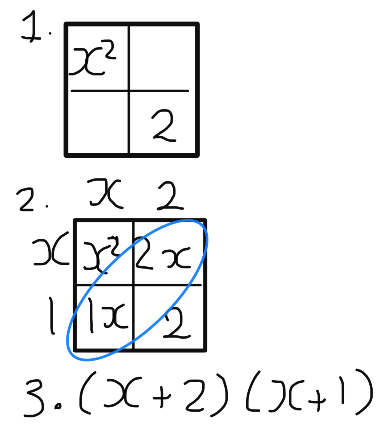 1.
x²
2
2. x 2
x x² 2x
1 1x 2
3. (x+2)(x+1)